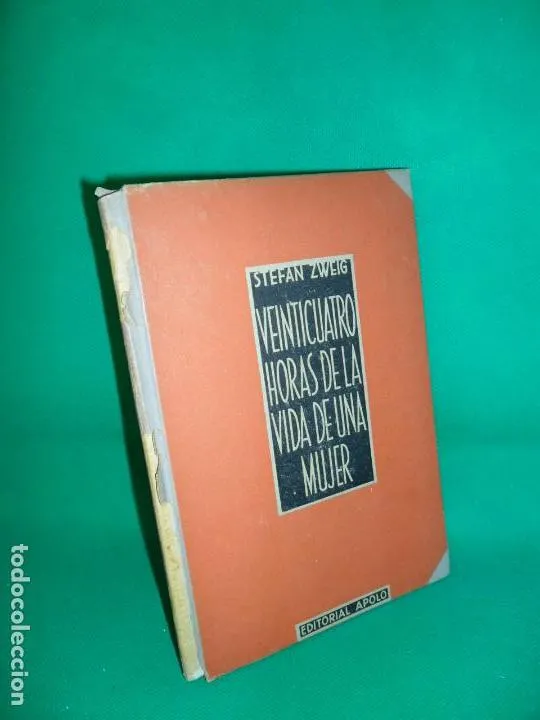 STEFAN ZWEIG
VEINTICUATRO
HORAS DE LA
VIDA DE UNA
MUJER
EDITORIAL APOLO
todocoleccion